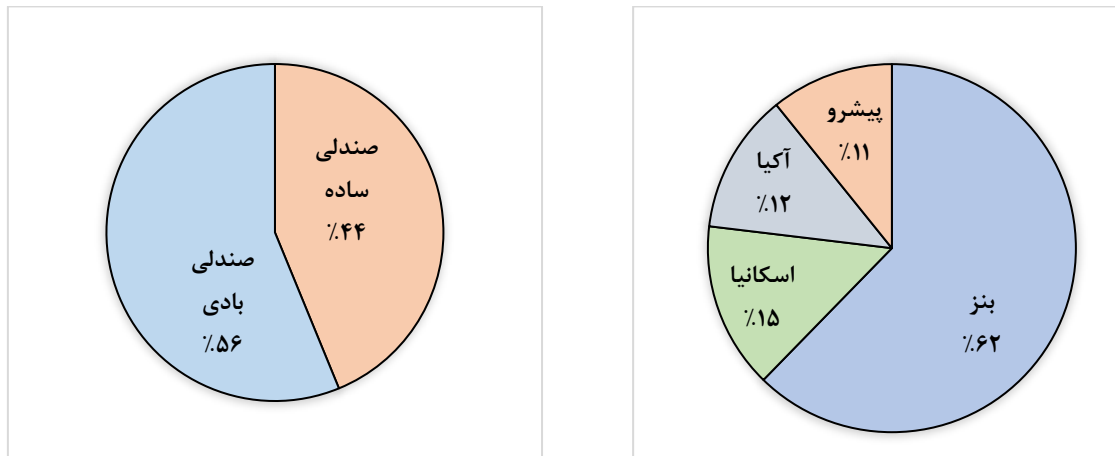 صندلی
ساده
٪۴۴
صندلی
بادی
٪۵۶
پیشرو
٪۱۱
آکیا
٪۱۲
اسکانیا
٪۱۵
بنز
٪۶۲